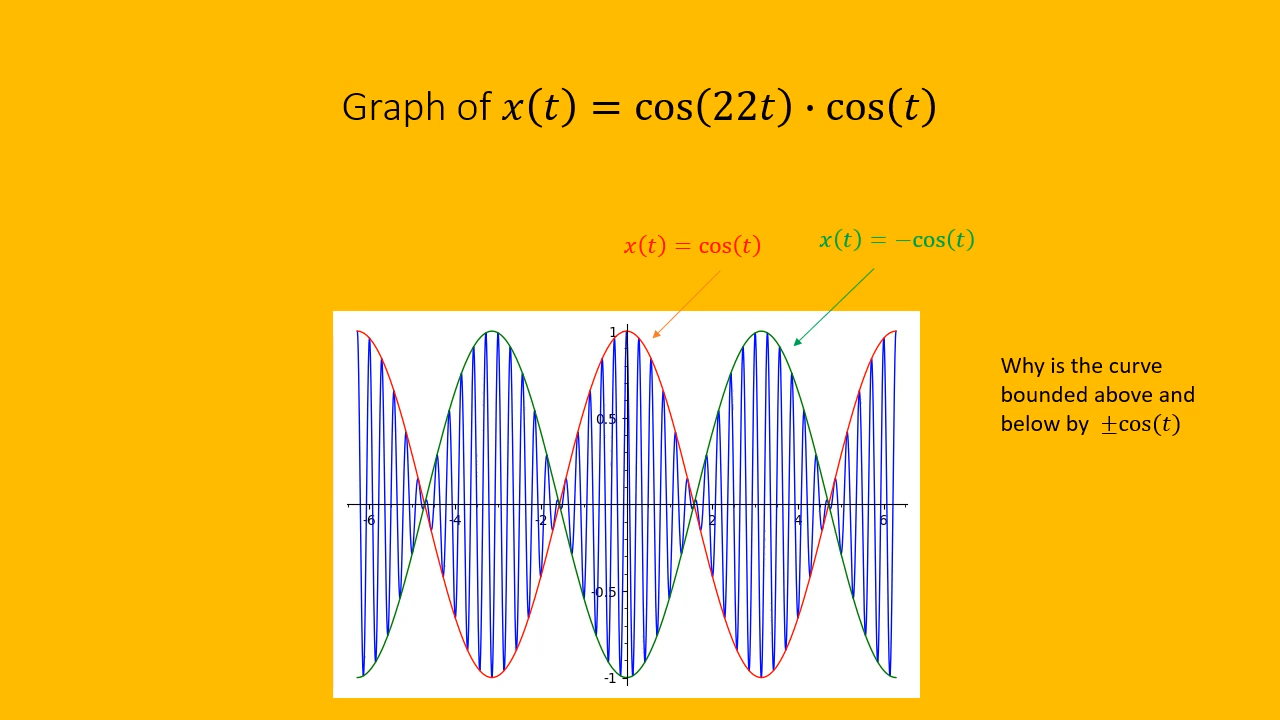 Graph of x(t) = cos(22t) · cos(t)
x(t) = cos(t)
x(t) = −cos(t)
Why is the curve
bounded above and
below by ±cos(t)
1
0.5
-6 -4 -2 2 4 6
-0.5
-1